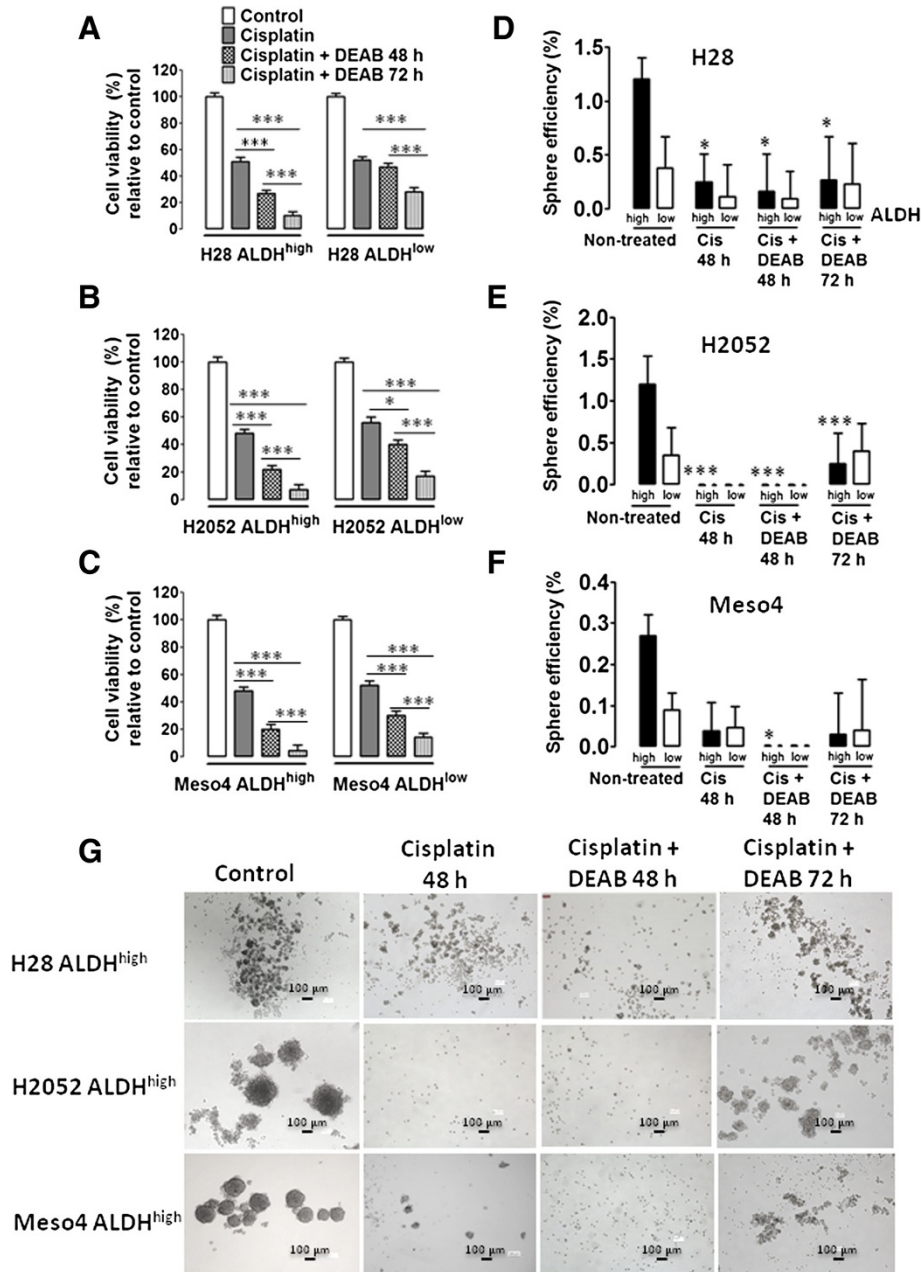 A
Control
Cisplatin
Cisplatin + DEAB 48 h
Cisplatin + DEAB 72 h
Cell viability (%)
relative to control
120
100
80
60
40
20
0
***
***
***
***
***
H28 ALDHhigh
H28 ALDHlow
D
H28
Sphere efficiency (%)
1.5
1.0
0.5
0.0
*
*
*
high low high low high low high low
ALDH
Non-treated
Cis
48 h
Cis +
DEAB
48 h
Cis +
DEAB
72 h
B
Cell viability (%)
relative to control
120
100
80
60
40
20
0
***
***
***
***
*
***
H2052 ALDHhigh
H2052 ALDHlow
E
H2052
Sphere efficiency (%)
2.0
1.5
1.0
0.5
0.0
***
***
***
high low high low high low high low
Non-treated
Cis
48 h
Cis +
DEAB
48 h
Cis +
DEAB
72 h
C
Cell viability (%)
relative to control
120
100
80
60
40
20
0
***
***
***
***
***
***
Meso4 ALDHhigh
Meso4 ALDHlow
F
Meso4
Sphere efficiency (%)
0.4
0.3
0.2
0.1
0.0
*
high low high low high low high low
Non-treated
Cis
48 h
Cis +
DEAB
48 h
Cis +
DEAB
72 h
G
Control
Cisplatin
48 h
Cisplatin +
DEAB 48 h
Cisplatin +
DEAB 72 h
H28 ALDHhigh
100 µm
100 µm
100 µm
100 µm
H2052 ALDHhigh
100 µm
100 µm
100 µm
100 µm
Meso4 ALDHhigh
100 µm
100 µm
100 µm
100 µm